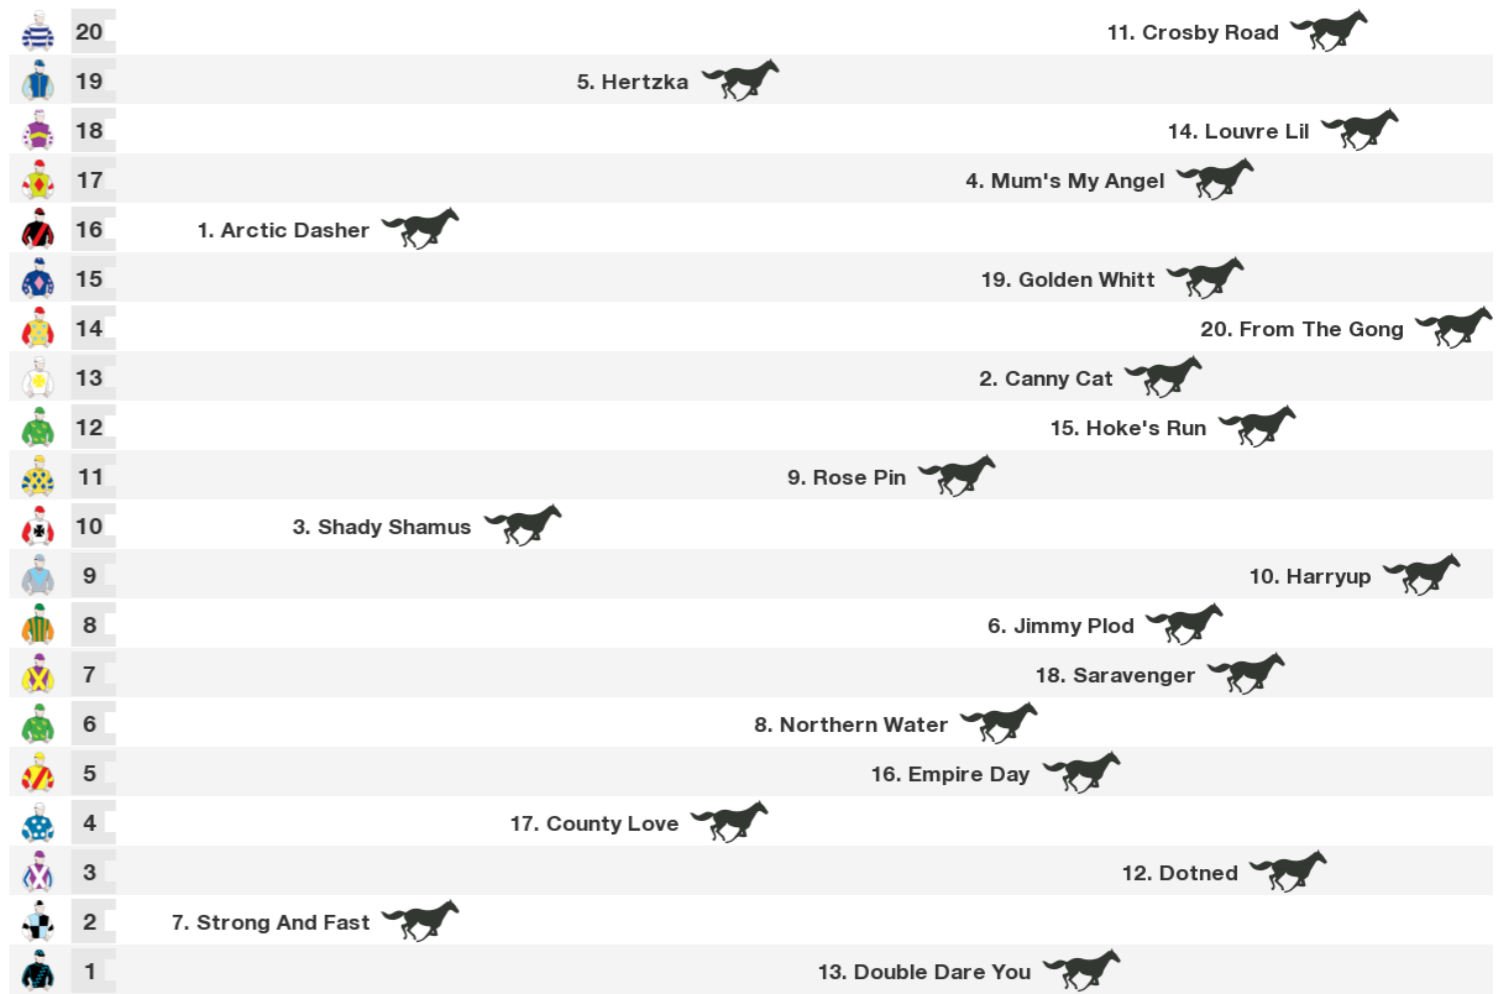 20 11. Crosby Road
19 5. Hertzka
18 14. Louvre Lil
17 4. Mum's My Angel
16 1. Arctic Dasher
15 19. Golden Whitt
14 20. From The Gong
13 2. Canny Cat
12 15. Hoke's Run
11 9. Rose Pin
10 3. Shady Shamus
9 10. Harryup
8 6. Jimmy Plod
7 18. Saravenger
6 8. Northern Water
5 16. Empire Day
4 17. County Love
3 12. Dotned
2 7. Strong And Fast
1 13. Double Dare You